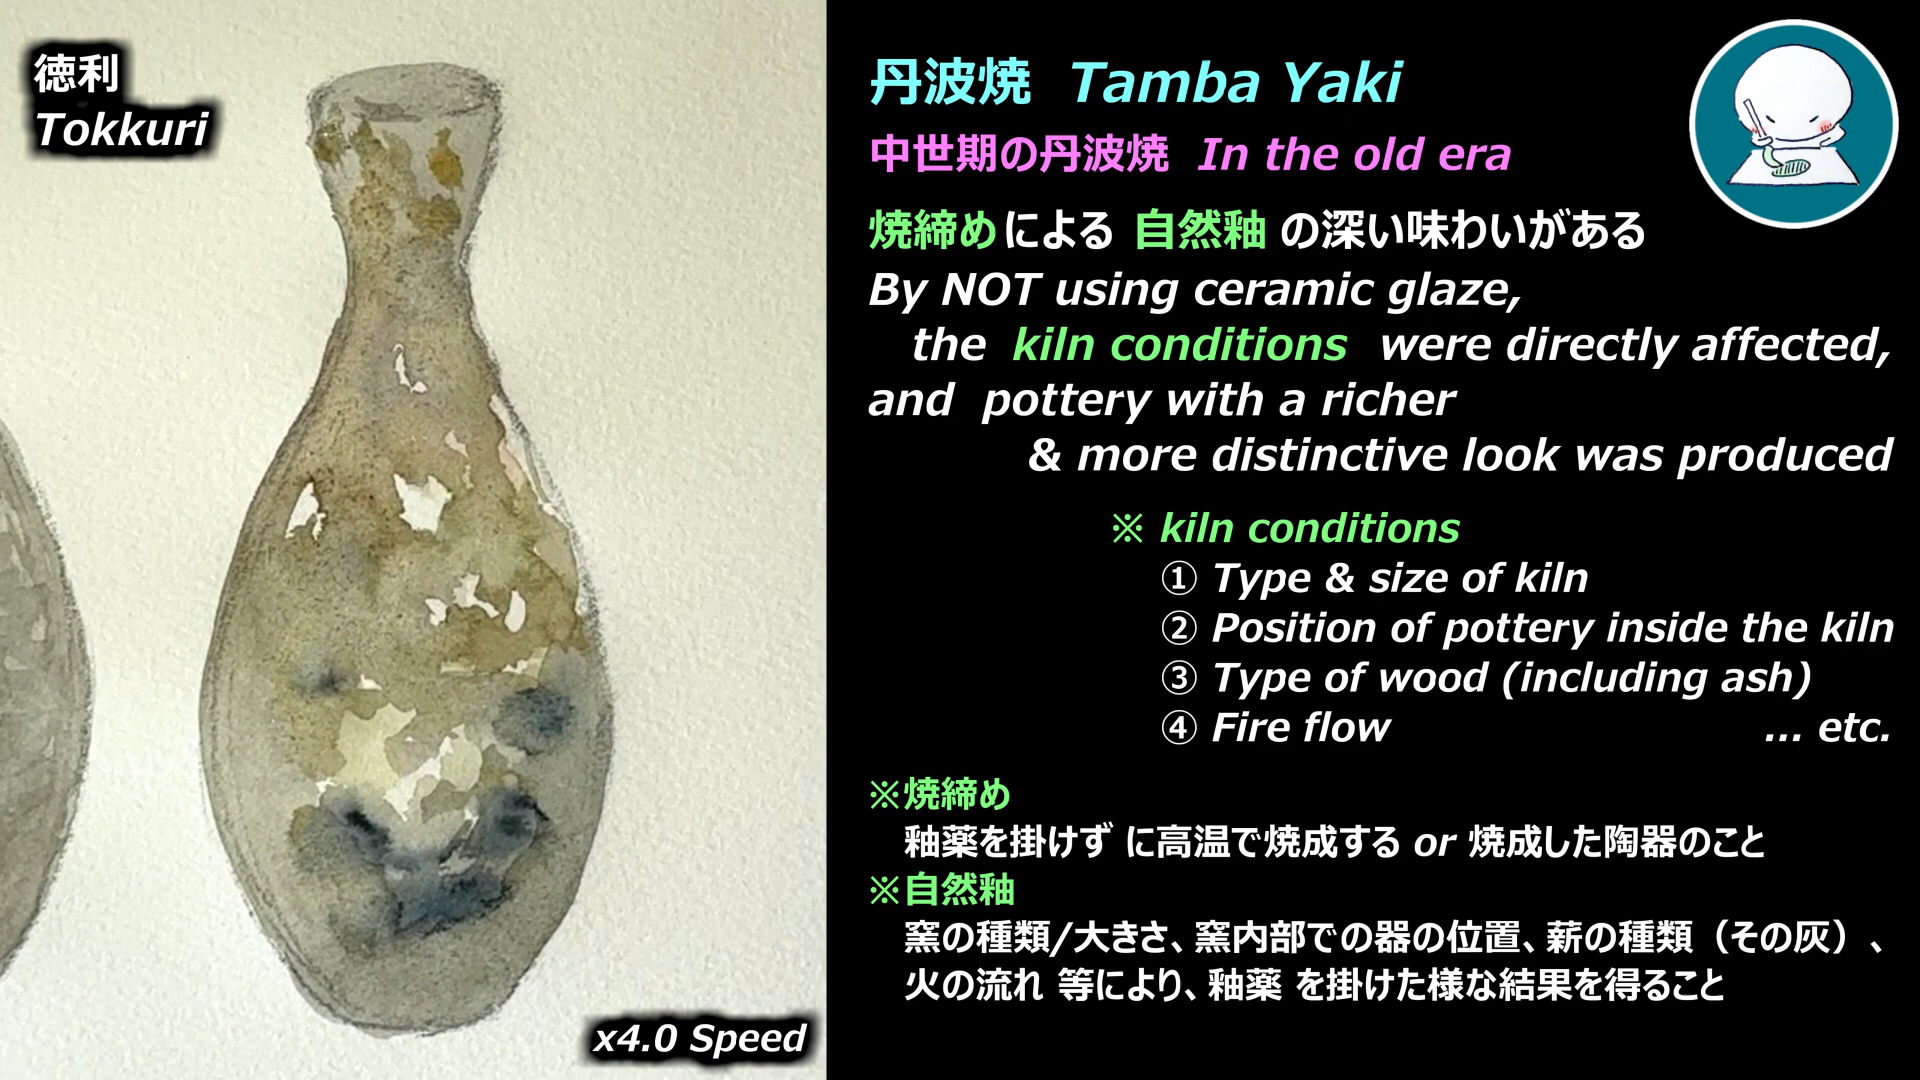 徳利
Tokkuri
丹波焼 Tamba Yaki
中世期の丹波焼 In the old era
焼締めによる 自然釉 の深い味わいがある
By NOT using ceramic glaze,
the kiln conditions were directly affected,
and pottery with a richer
& more distinctive look was produced
※ kiln conditions
① Type & size of kiln
② Position of pottery inside the kiln
③ Type of wood (including ash)
④ Fire flow ... etc.
※焼締め
釉薬を掛けず に高温で焼成する or 焼成した陶器のこと
※自然釉
窯の種類/大きさ、窯内部での器の位置、薪の種類（その灰）、
火の流れ 等により、釉薬 を掛けた様な結果を得ること
x4.0 Speed